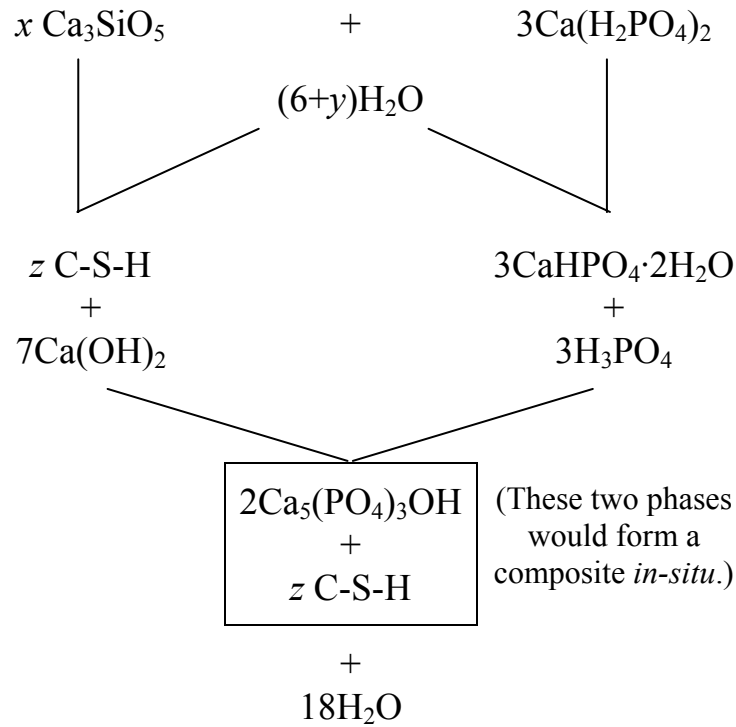 x Ca₃SiO₅ + 3Ca(H₂PO₄)₂
(6+y)H₂O
z C-S-H 3CaHPO₄·2H₂O
+ +
7Ca(OH)₂ 3H₃PO₄
2Ca₅(PO₄)₃OH
+
z C-S-H
(These two phases
would form a
composite in-situ.)
+
18H₂O